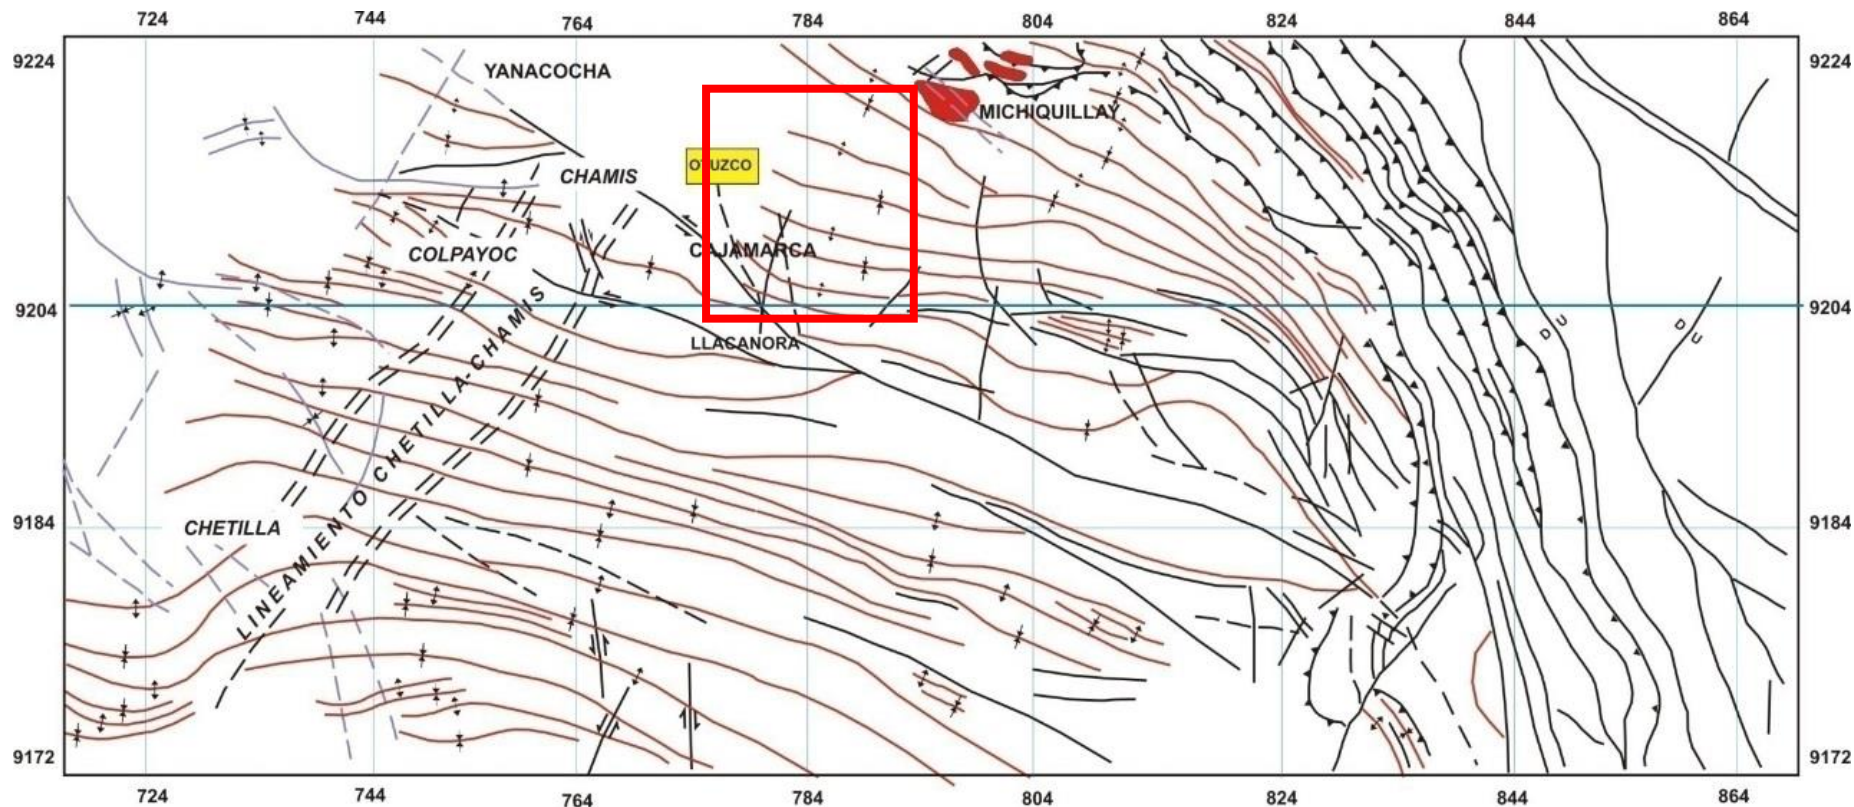 724 744 764 784 804 824 844 864
9224 9224
YANACOCHA
MICHIQUILLAY
OTUZCO
CHAMIS
CAJAMARCA
COLPAYOC
9204 9204
D U
D U
LLACANORA
LINEAMIENTO CHETILLA-CHAMIS
CHETILLA
9184 9184
9172 9172
724 744 764 784 804 824 844 864